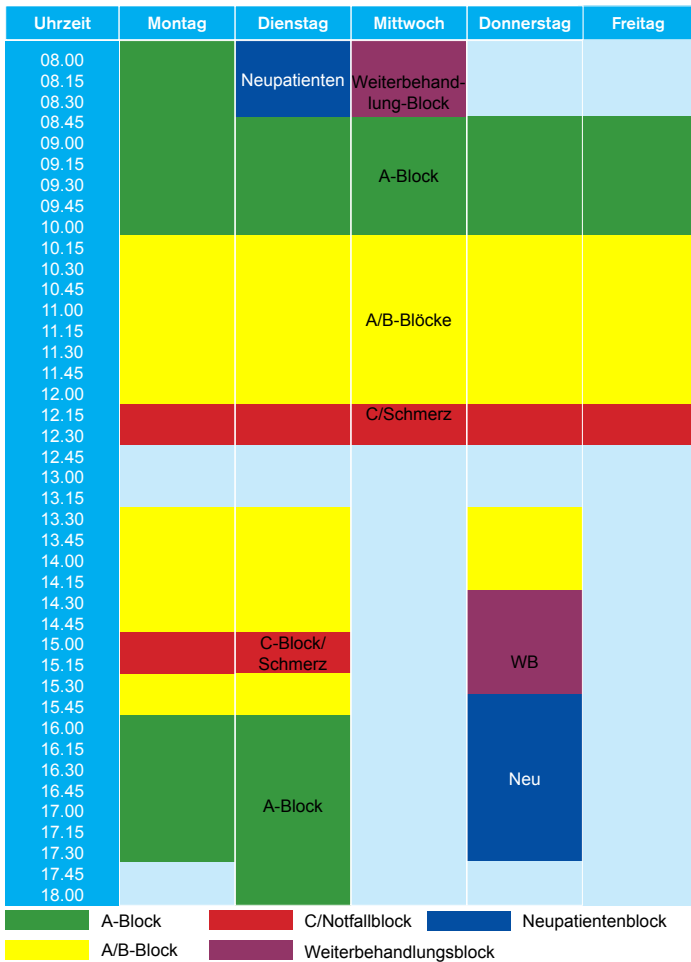 Uhrzeit Montag Dienstag Mittwoch Donnerstag Freitag
08.00
08.15 Neupatienten Weiterbehand-
08.30 lung-Block
08.45
09.00
09.15
09.30 A-Block
09.45
10.00
10.15
10.30
10.45
11.00
11.15 A/B-Blöcke
11.30
11.45
12.00
12.15 C/Schmerz
12.30
12.45
13.00
13.15
13.30
13.45
14.00
14.15
14.30
14.45
15.00 C-Block/
15.15 Schmerz WB
15.30
15.45
16.00
16.15
16.30 Neu
16.45
17.00 A-Block
17.15
17.30
17.45
18.00
A-Block C/Notfallblock Neupatientenblock
A/B-Block Weiterbehandlungsblock